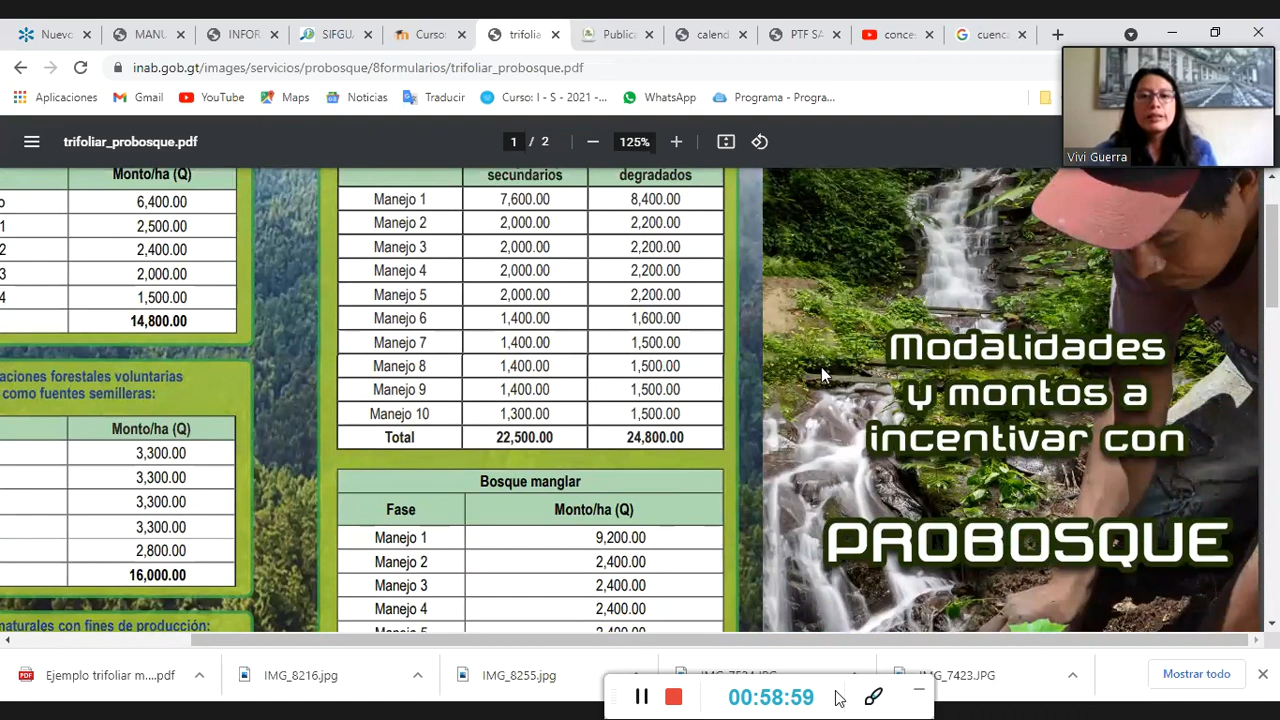 Nuevo
MANU
INFOR
SIFGU
Curso
trifolia
Publica
calend
PTF SA
conce
cuenca
inab.gob.gt/images/servicios/probosque/8formularios/trifoliar_probosque.pdf
Aplicaciones
Gmail
YouTube
Maps
Noticias
Traducir
Curso: I - S - 2021 -...
WhatsApp
Programa - Progra...
trifoliar_probosque.pdf
1 / 2
125%
Vivi Guerra
Monto/ha (Q)
o 6,400.00
1 2,500.00
2 2,400.00
3 2,000.00
4 1,500.00
14,800.00
aciones forestales voluntarias
como fuentes semilleras:
Monto/ha (Q)
3,300.00
3,300.00
3,300.00
3,300.00
2,800.00
16,000.00
naturales con fines de producción:
secundarios degradados
Manejo 1 7,600.00 8,400.00
Manejo 2 2,000.00 2,200.00
Manejo 3 2,000.00 2,200.00
Manejo 4 2,000.00 2,200.00
Manejo 5 2,000.00 2,200.00
Manejo 6 1,400.00 1,600.00
Manejo 7 1,400.00 1,500.00
Manejo 8 1,400.00 1,500.00
Manejo 9 1,400.00 1,500.00
Manejo 10 1,300.00 1,500.00
Total 22,500.00 24,800.00
Bosque manglar
Fase Monto/ha (Q)
Manejo 1 9,200.00
Manejo 2 2,400.00
Manejo 3 2,400.00
Manejo 4 2,400.00
Modalidades
y montos a
incentivar con
PROBOSQUE
Ejemplo trifoliar m....pdf
IMG_8216.jpg
IMG_8255.jpg
IMG_7423.JPG
Mostrar todo
00:58:59